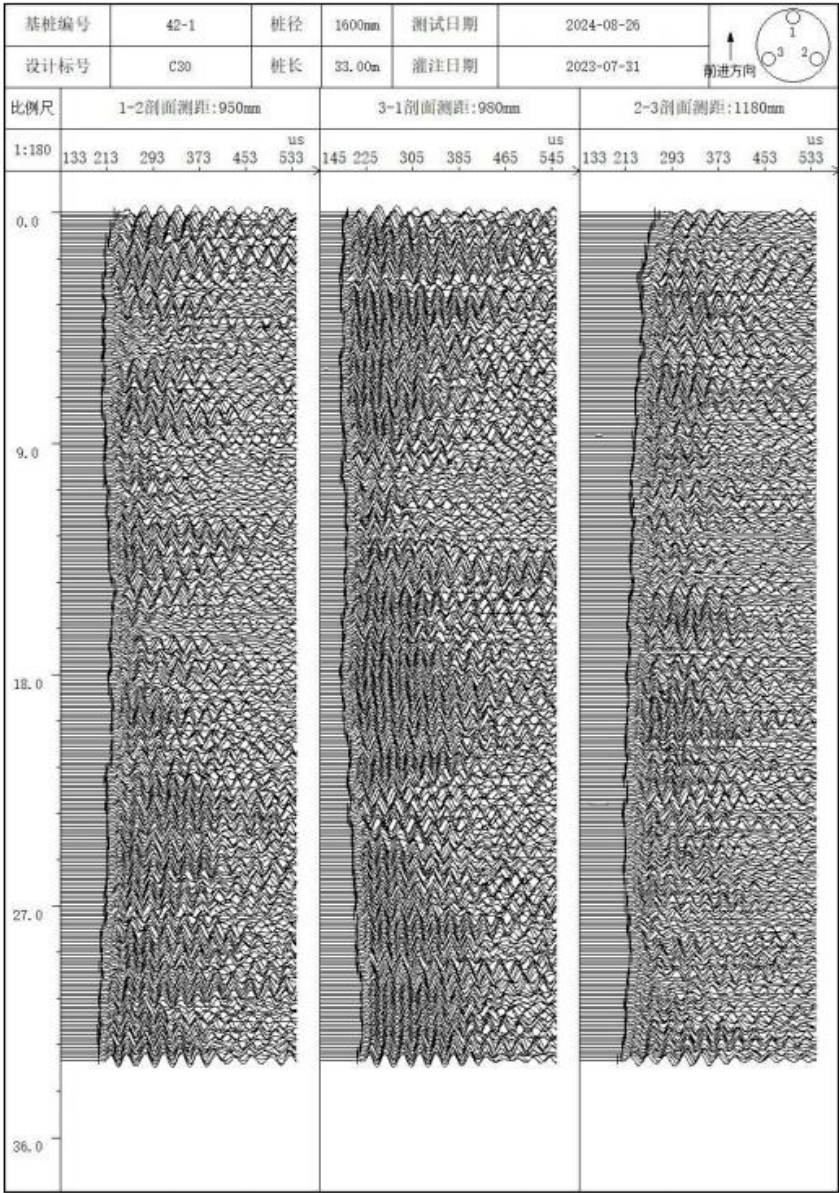 基桩编号 42-1 桩径 1600mm 测试日期 2024-08-26
设计标号 C30 桩长 33.00m 灌注日期 2023-07-31
前进方向
1
3 2
比例尺 1-2剖面测距:950mm 3-1剖面测距:980mm 2-3剖面测距:1180mm
us us us
1:180 133 213 293 373 453 533 145 225 305 385 465 545 133 213 293 373 453 533
0.0
9.0
18.0
27.0
36.0